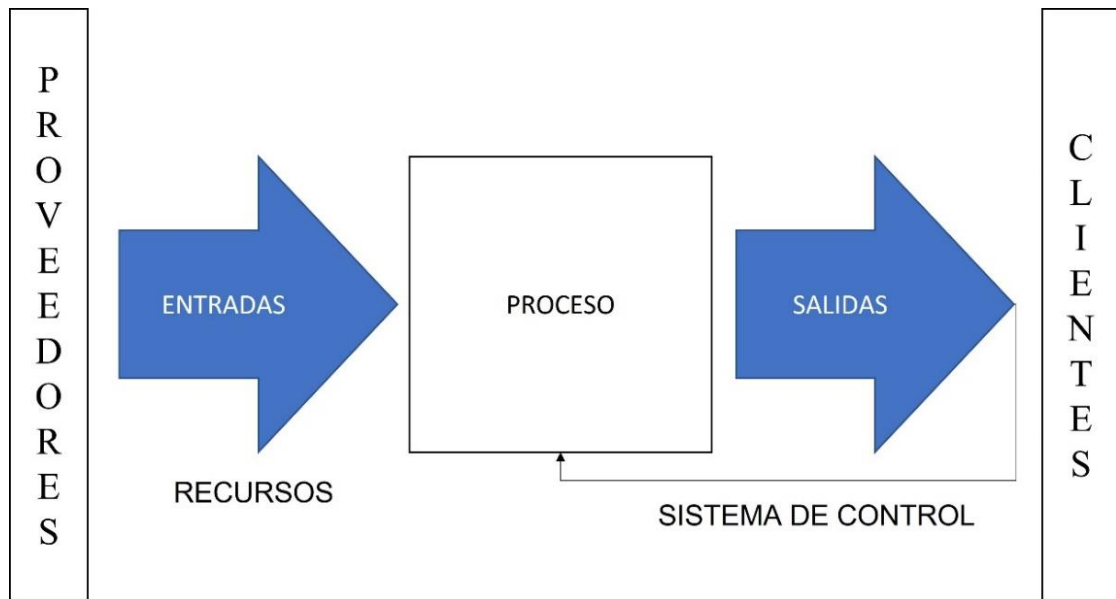 PROVEEDORES
ENTRADAS
RECURSOS
PROCESO
SALIDAS
SISTEMA DE CONTROL
CLIENTES